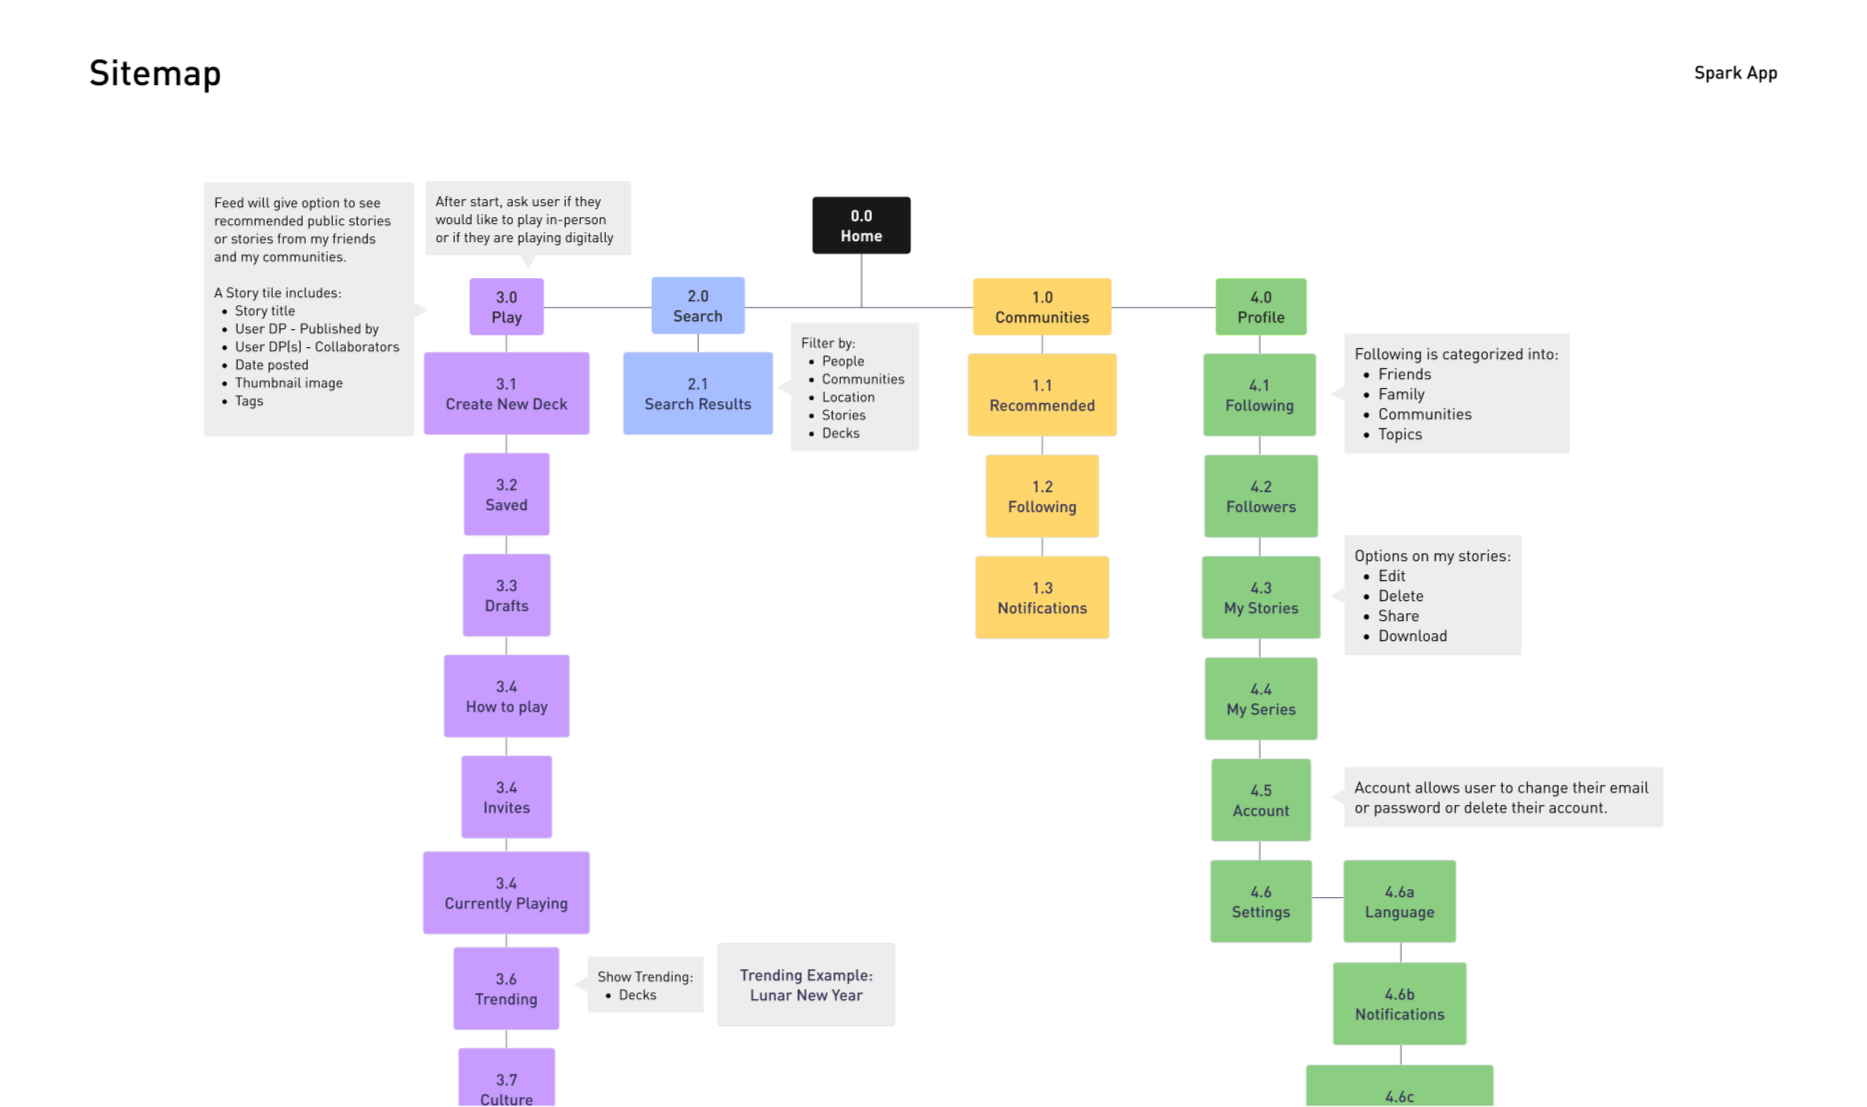 Sitemap
Spark App
Feed will give option to see
recommended public stories
or stories from my friends
and my communities.
A Story tile includes:
• Story title
• User DP - Published by
• User DP(s) - Collaborators
• Date posted
• Thumbnail image
• Tags
After start, ask user if they
would like to play in-person
or if they are playing digitally
0.0
Home
3.0
Play
2.0
Search
1.0
Communities
4.0
Profile
3.1
Create New Deck
2.1
Search Results
Filter by:
• People
• Communities
• Location
• Stories
• Decks
1.1
Recommended
4.1
Following
Following is categorized into:
• Friends
• Family
• Communities
• Topics
3.2
Saved
1.2
Following
4.2
Followers
3.3
Drafts
1.3
Notifications
4.3
My Stories
Options on my stories:
• Edit
• Delete
• Share
• Download
3.4
How to play
4.4
My Series
3.4
Invites
4.5
Account
Account allows user to change their email
or password or delete their account.
3.4
Currently Playing
4.6
Settings
4.6a
Language
3.6
Trending
Show Trending:
• Decks
Trending Example:
Lunar New Year
4.6b
Notifications
3.7
Culture
4.6c